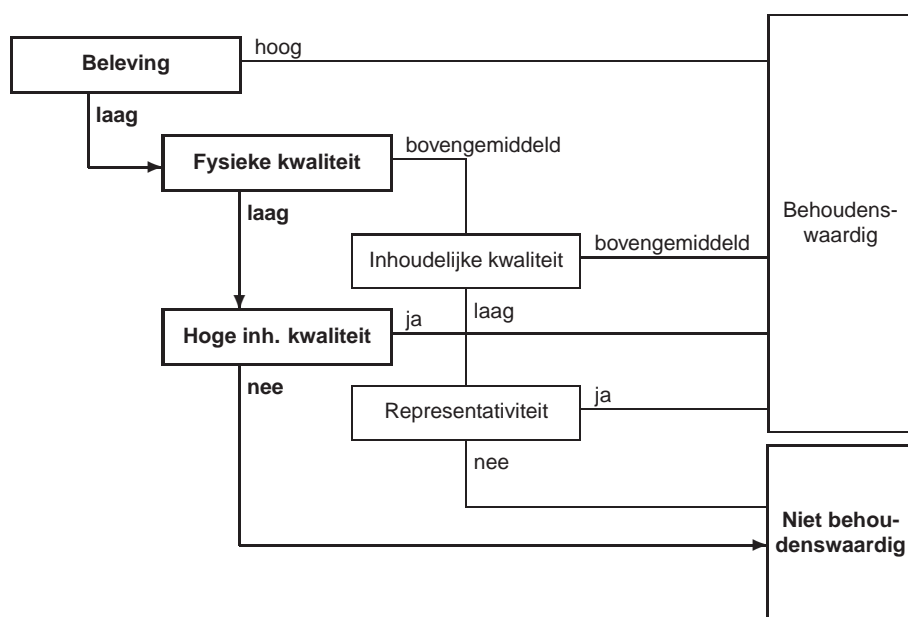 hoog
Beleving
laag
bovengemiddeld
Fysieke kwaliteit
laag
Behoudens-
waardig
bovengemiddeld
Inhoudelijke kwaliteit
laag
ja
Hoge inh. kwaliteit
nee
ja
Representativiteit
nee
Niet behou-
denswaardig